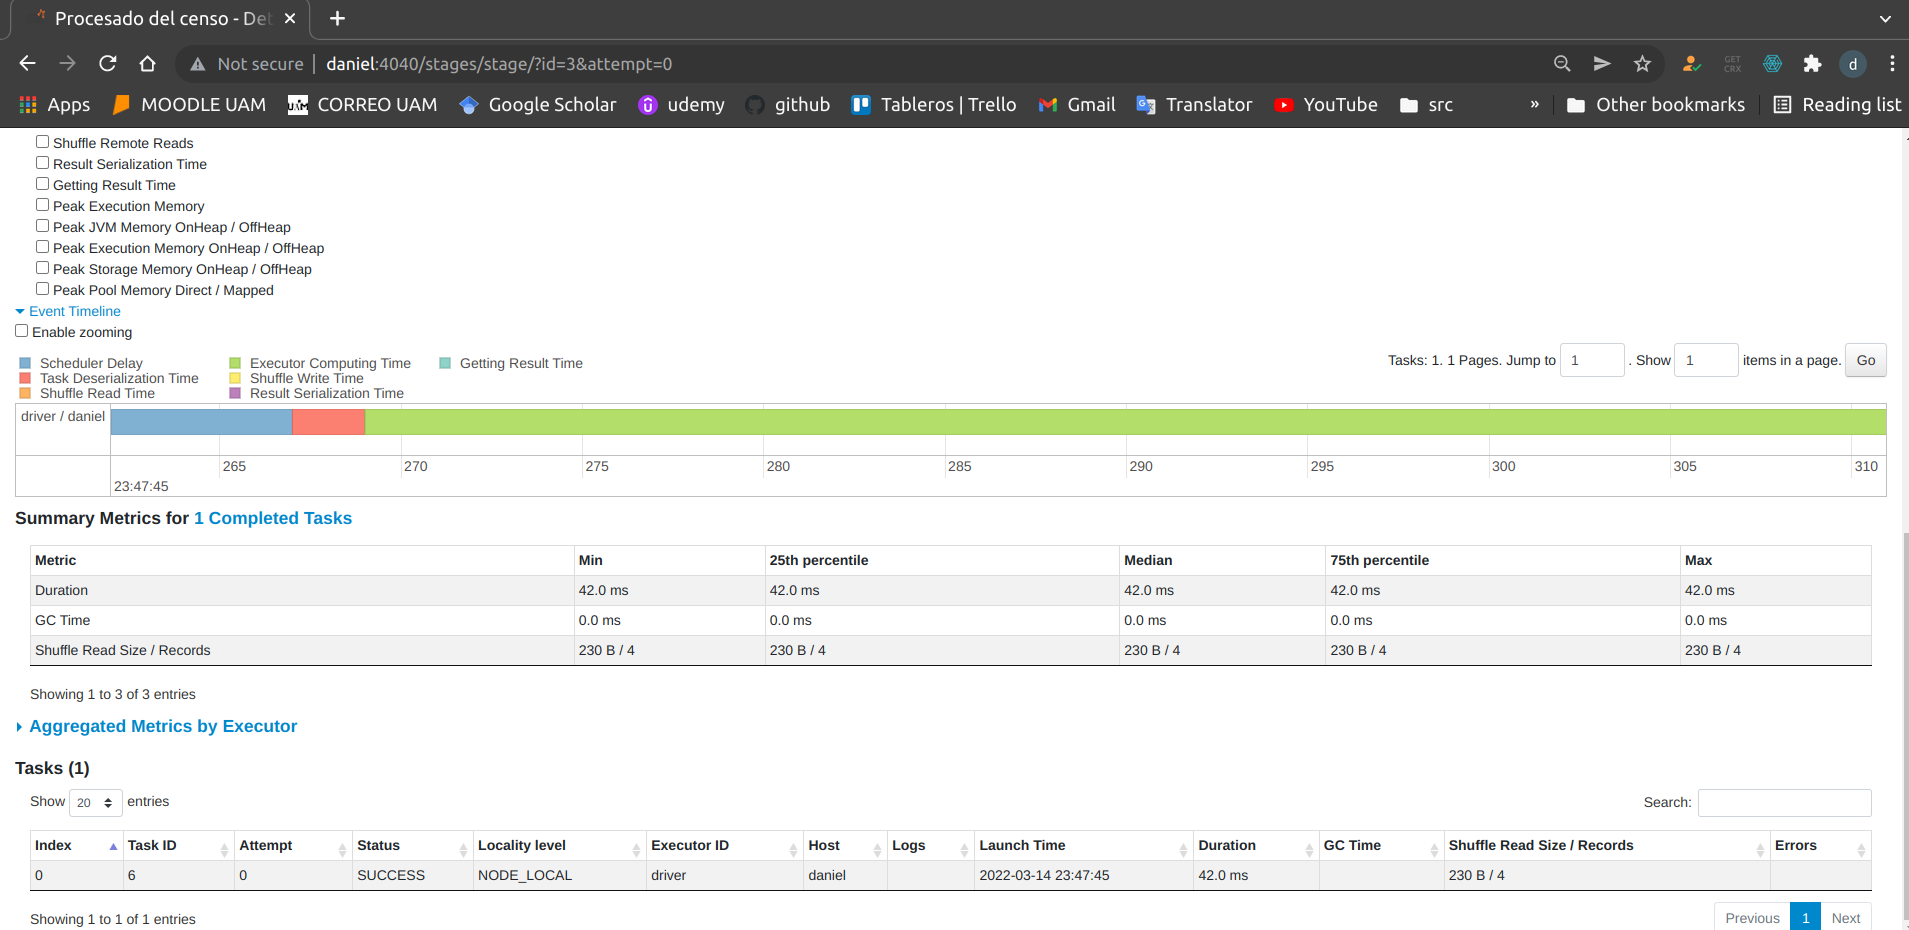 Procesado del censo - De
Not secure | daniel:4040/stages/stage/?id=3&attempt=0
GET CRX
d
Apps MOODLE UAM CORREO UAM Google Scholar udemy github Tableros | Trello Gmail Translator YouTube src » Other bookmarks Reading list
Shuffle Remote Reads
Result Serialization Time
Getting Result Time
Peak Execution Memory
Peak JVM Memory OnHeap / OffHeap
Peak Execution Memory OnHeap / OffHeap
Peak Storage Memory OnHeap / OffHeap
Peak Pool Memory Direct / Mapped
Event Timeline
Enable zooming
Scheduler Delay Executor Computing Time Getting Result Time
Task Deserialization Time Shuffle Write Time
Shuffle Read Time Result Serialization Time
Tasks: 1. 1 Pages. Jump to 1 . Show 1 items in a page. Go
driver / daniel
265 270 275 280 285 290 295 300 305 310
23:47:45
Summary Metrics for 1 Completed Tasks
Metric Min 25th percentile Median 75th percentile Max
Duration 42.0 ms 42.0 ms 42.0 ms 42.0 ms 42.0 ms
GC Time 0.0 ms 0.0 ms 0.0 ms 0.0 ms 0.0 ms
Shuffle Read Size / Records 230 B / 4 230 B / 4 230 B / 4 230 B / 4 230 B / 4
Showing 1 to 3 of 3 entries
Aggregated Metrics by Executor
Tasks (1)
Show 20 entries Search:
Index Task ID Attempt Status Locality level Executor ID Host Logs Launch Time Duration GC Time Shuffle Read Size / Records Errors
0 6 0 SUCCESS NODE_LOCAL driver daniel 2022-03-14 23:47:45 42.0 ms 230 B / 4
Showing 1 to 1 of 1 entries Previous 1 Next